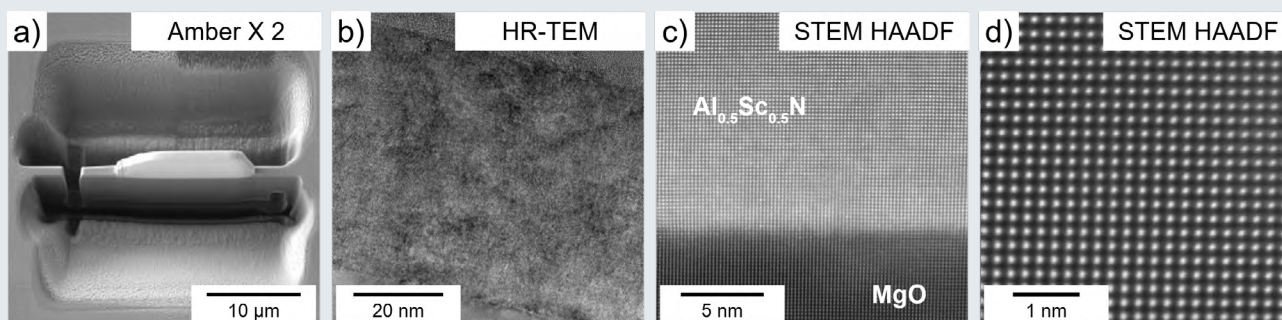 a) Amber X 2
10 µm
b) HR-TEM
20 nm
c) STEM HAADF
Al0.5Sc0.5N
MgO
5 nm
d) STEM HAADF
1 nm